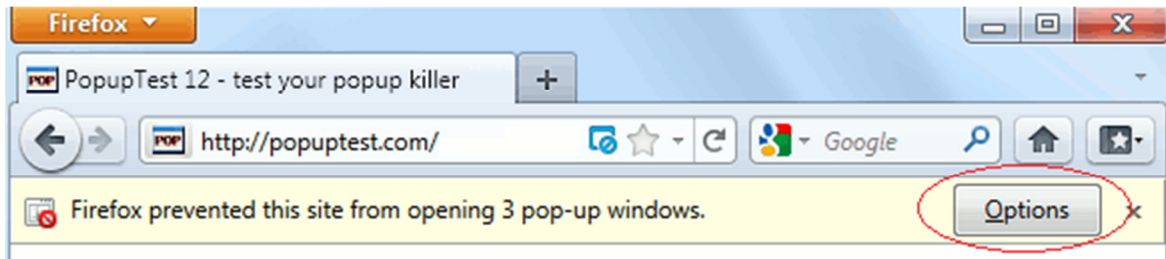 Firefox
POP PopupTest 12 - test your popup killer
POP http://popuptest.com/ Google
Firefox prevented this site from opening 3 pop-up windows. Options